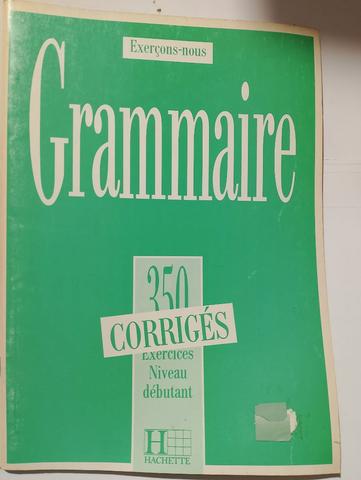 Exerçons-nous
Grammaire
350
CORRIGÉS
Exercices
Niveau
débutant
H
HACHETTE